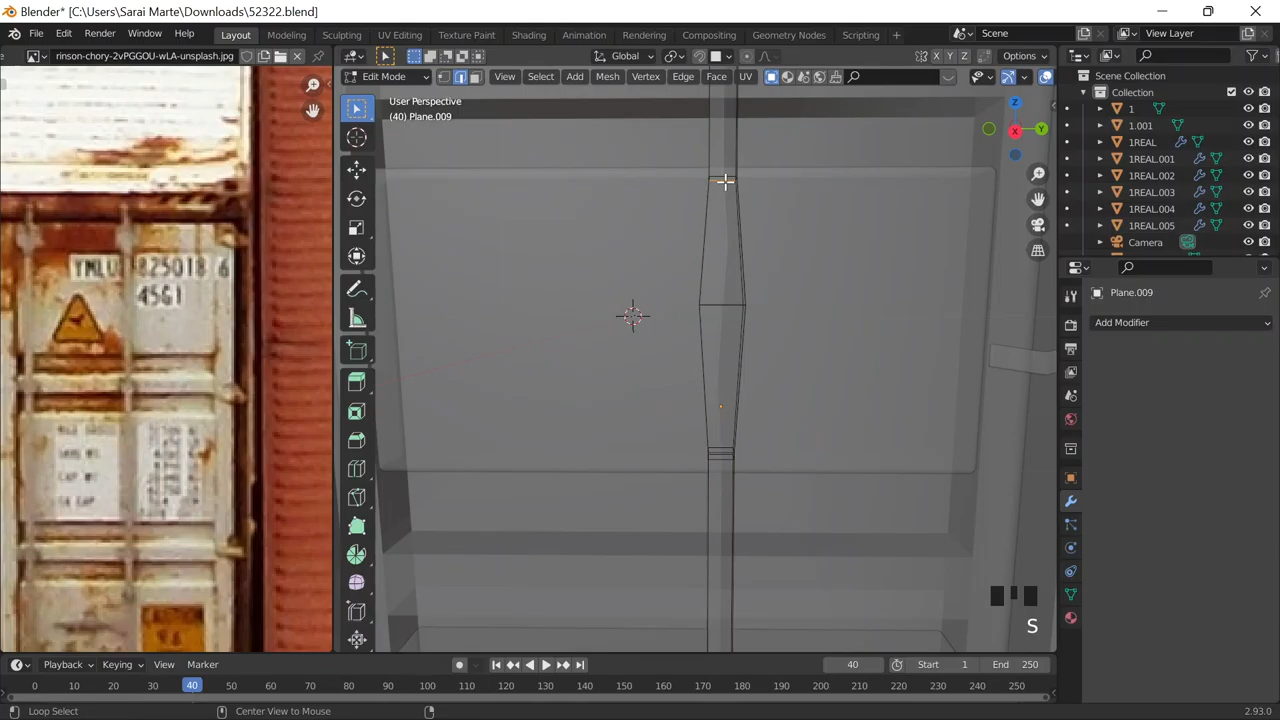 Blender* [C:\Users\Sarai Marte\Downloads\52322.blend]
File Edit Render Window Help Layout Modeling Sculpting UV Editing Texture Paint Shading Animation Rendering Compositing Geometry Nodes Scripting Scene View Layer
rinson-chory-2vPGGOU-wLA-unsplash.jpg Global X Y Z Options
Edit Mode View Select Add Mesh Vertex Edge Face UV
User Perspective
(40) Plane.009
Z
X Y
Scene Collection
Collection
1
1.001
1REAL
1REAL.001
1REAL.002
1REAL.003
1REAL.004
1REAL.005
Camera
Plane.009
Add Modifier
YMLU 825018 6
45G1
S
Playback Keying View Marker 40 Start 1 End 250
0 10 20 30 40 50 60 70 80 90 100 110 120 130 140 150 160 170 180 190 200 210 220 230 240 250
Loop Select Center View to Mouse 2.93.0